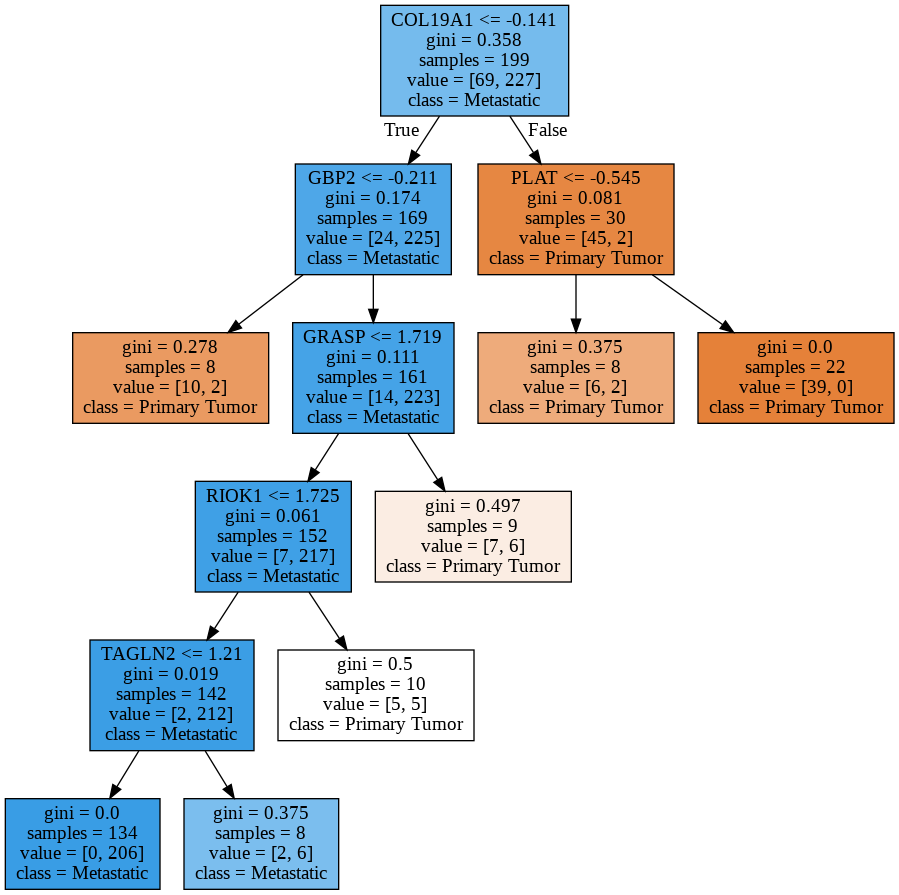 COL19A1 <= -0.141
gini = 0.358
samples = 199
value = [69, 227]
class = Metastatic
True
False
GBP2 <= -0.211
gini = 0.174
samples = 169
value = [24, 225]
class = Metastatic
PLAT <= -0.545
gini = 0.081
samples = 30
value = [45, 2]
class = Primary Tumor
gini = 0.278
samples = 8
value = [10, 2]
class = Primary Tumor
GRASP <= 1.719
gini = 0.111
samples = 161
value = [14, 223]
class = Metastatic
gini = 0.375
samples = 8
value = [6, 2]
class = Primary Tumor
gini = 0.0
samples = 22
value = [39, 0]
class = Primary Tumor
RIOK1 <= 1.725
gini = 0.061
samples = 152
value = [7, 217]
class = Metastatic
gini = 0.497
samples = 9
value = [7, 6]
class = Primary Tumor
TAGLN2 <= 1.21
gini = 0.019
samples = 142
value = [2, 212]
class = Metastatic
gini = 0.5
samples = 10
value = [5, 5]
class = Primary Tumor
gini = 0.0
samples = 134
value = [0, 206]
class = Metastatic
gini = 0.375
samples = 8
value = [2, 6]
class = Metastatic